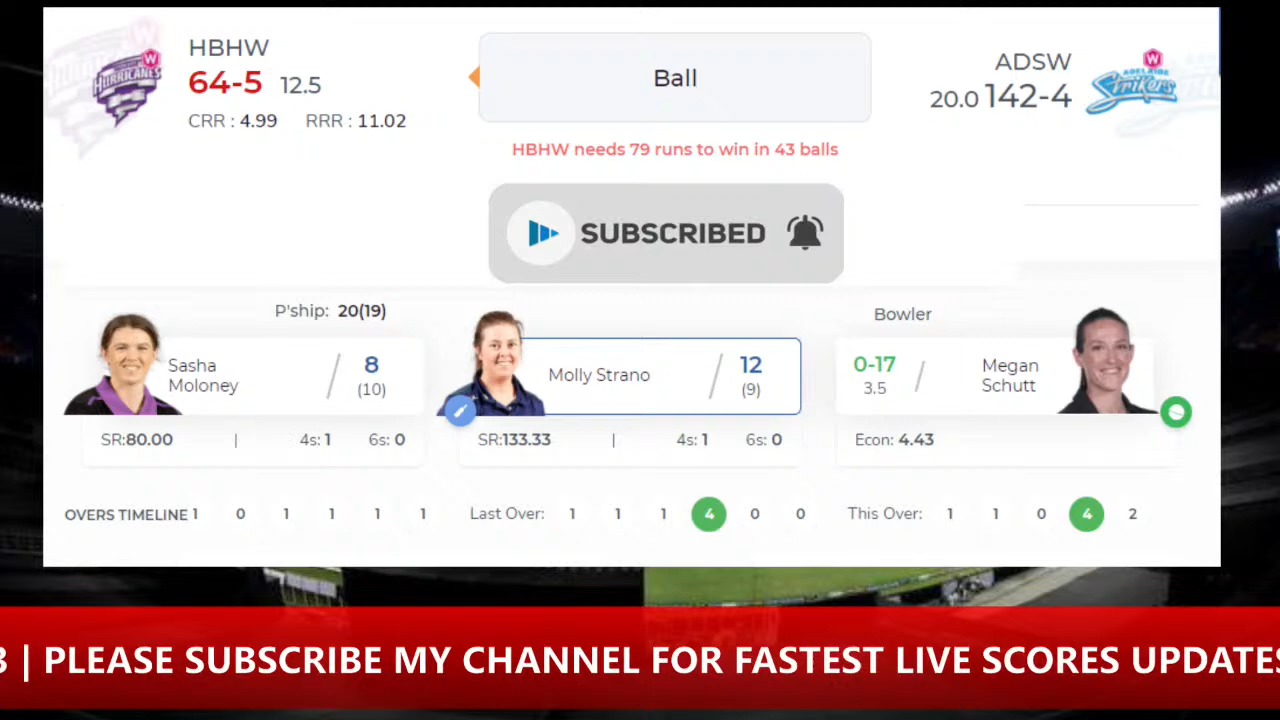 HBHW
64-5 12.5
CRR : 4.99 RRR : 11.02
Ball
HBHW needs 79 runs to win in 43 balls
ADSW
20.0 142-4
HURRICANES
W
ADELAIDE
Strikers
SUBSCRIBED
P'ship: 20(19)
Bowler
Sasha Moloney / 8 (10)
Molly Strano / 12 (9)
0-17 3.5 / Megan Schutt
SR:80.00 | 4s: 1 6s: 0
SR:133.33 | 4s: 1 6s: 0
Econ: 4.43
OVERS TIMELINE 1 0 1 1 1 1 Last Over: 1 1 1 4 0 0 This Over: 1 1 0 4 2
3 | PLEASE SUBSCRIBE MY CHANNEL FOR FASTEST LIVE SCORES UPDATES